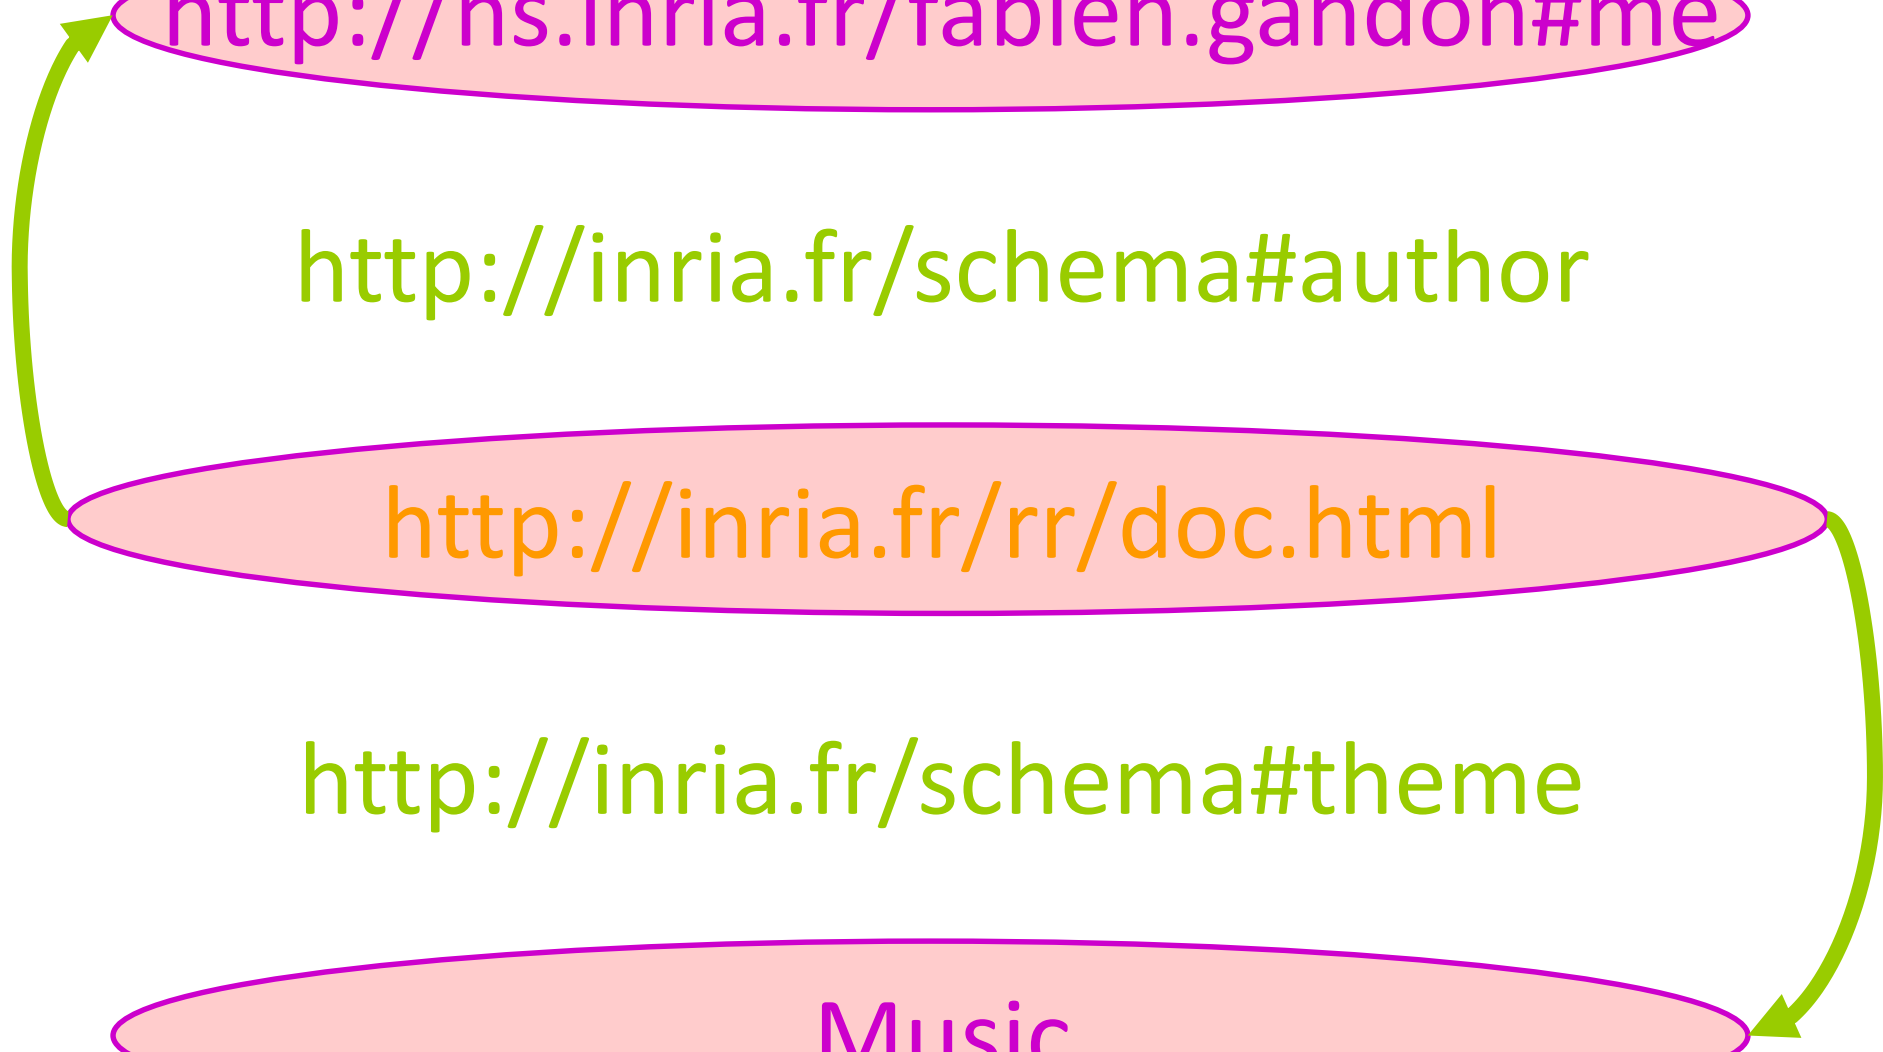 http://ns.inria.fr/fabien.gandon#me
http://inria.fr/schema#author
http://inria.fr/rr/doc.html
http://inria.fr/schema#theme
Music